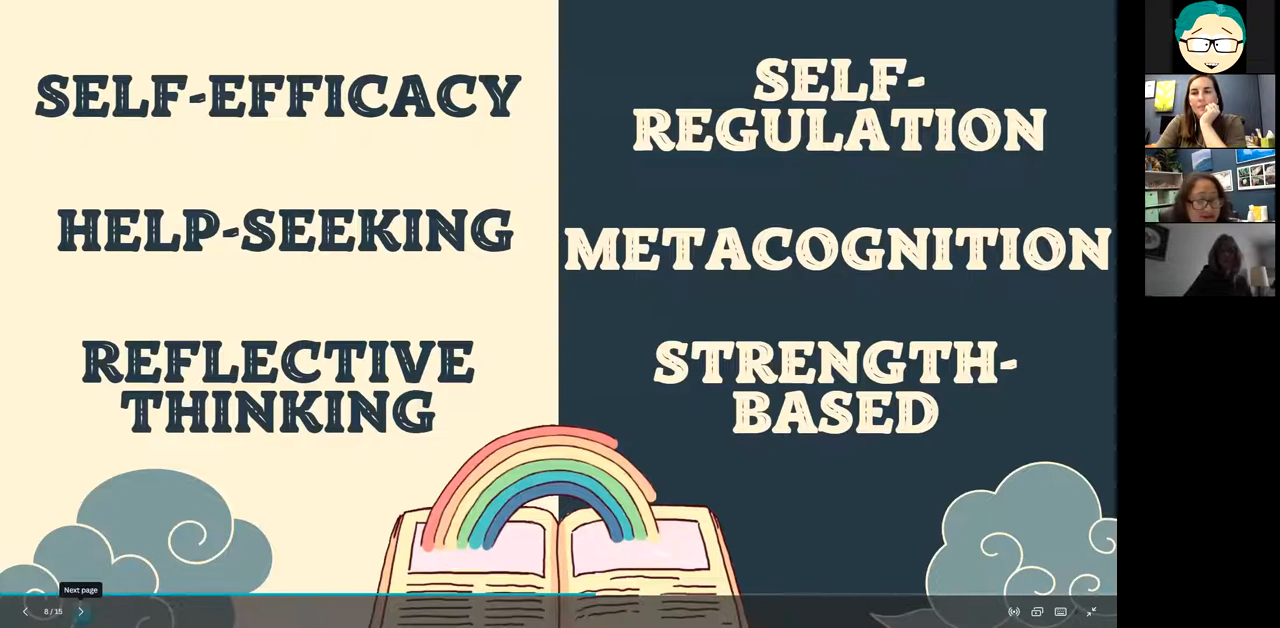 SELF-EFFICACY
HELP-SEEKING
REFLECTIVE
THINKING
SELF-
REGULATION
METACOGNITION
STRENGTH-
BASED
Next page
8 / 15